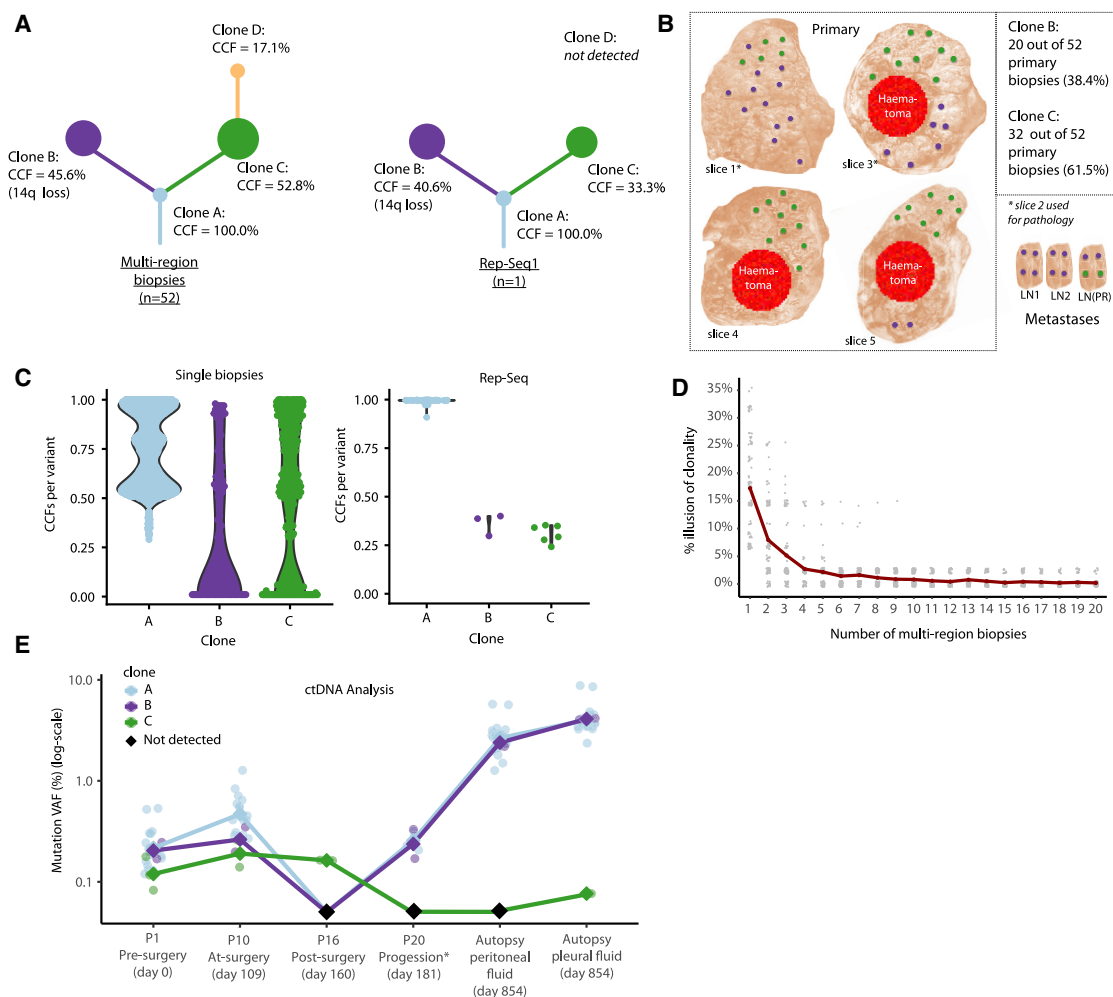 A
Clone D:
CCF = 17.1%
Clone B:
CCF = 45.6%
(14q loss)
Clone C:
CCF = 52.8%
Clone A:
CCF = 100.0%
Multi-region
biopsies
(n=52)
Clone D:
not detected
Clone B:
CCF = 40.6%
(14q loss)
Clone C:
CCF = 33.3%
Clone A:
CCF = 100.0%
Rep-Seq1
(n=1)
B
Primary
Haema-
toma
slice 1*
slice 3*
Haema-
toma
Haema-
toma
slice 4
slice 5
Clone B:
20 out of 52
primary
biopsies (38.4%)
Clone C:
32 out of 52
primary
biopsies (61.5%)
* slice 2 used
for pathology
LN1
LN2
LN(PR)
Metastases
C
Single biopsies
CCFs per variant
1.00
0.75
0.50
0.25
0.00
A
B
C
Clone
Rep-Seq
CCFs per variant
1.00
0.75
0.50
0.25
0.00
A
B
C
Clone
D
% illusion of clonality
35%
30%
25%
20%
15%
10%
5%
0%
1 2 3 4 5 6 7 8 9 10 11 12 13 14 15 16 17 18 19 20
Number of multi-region biopsies
E
ctDNA Analysis
clone
A
B
C
Not detected
Mutation VAF (%) (log-scale)
10.0
1.0
0.1
P1
Pre-surgery
(day 0)
P10
At-surgery
(day 109)
P16
Post-surgery
(day 160)
P20
Progession*
(day 181)
Autopsy
peritoneal
fluid
(day 854)
Autopsy
pleural fluid
(day 854)